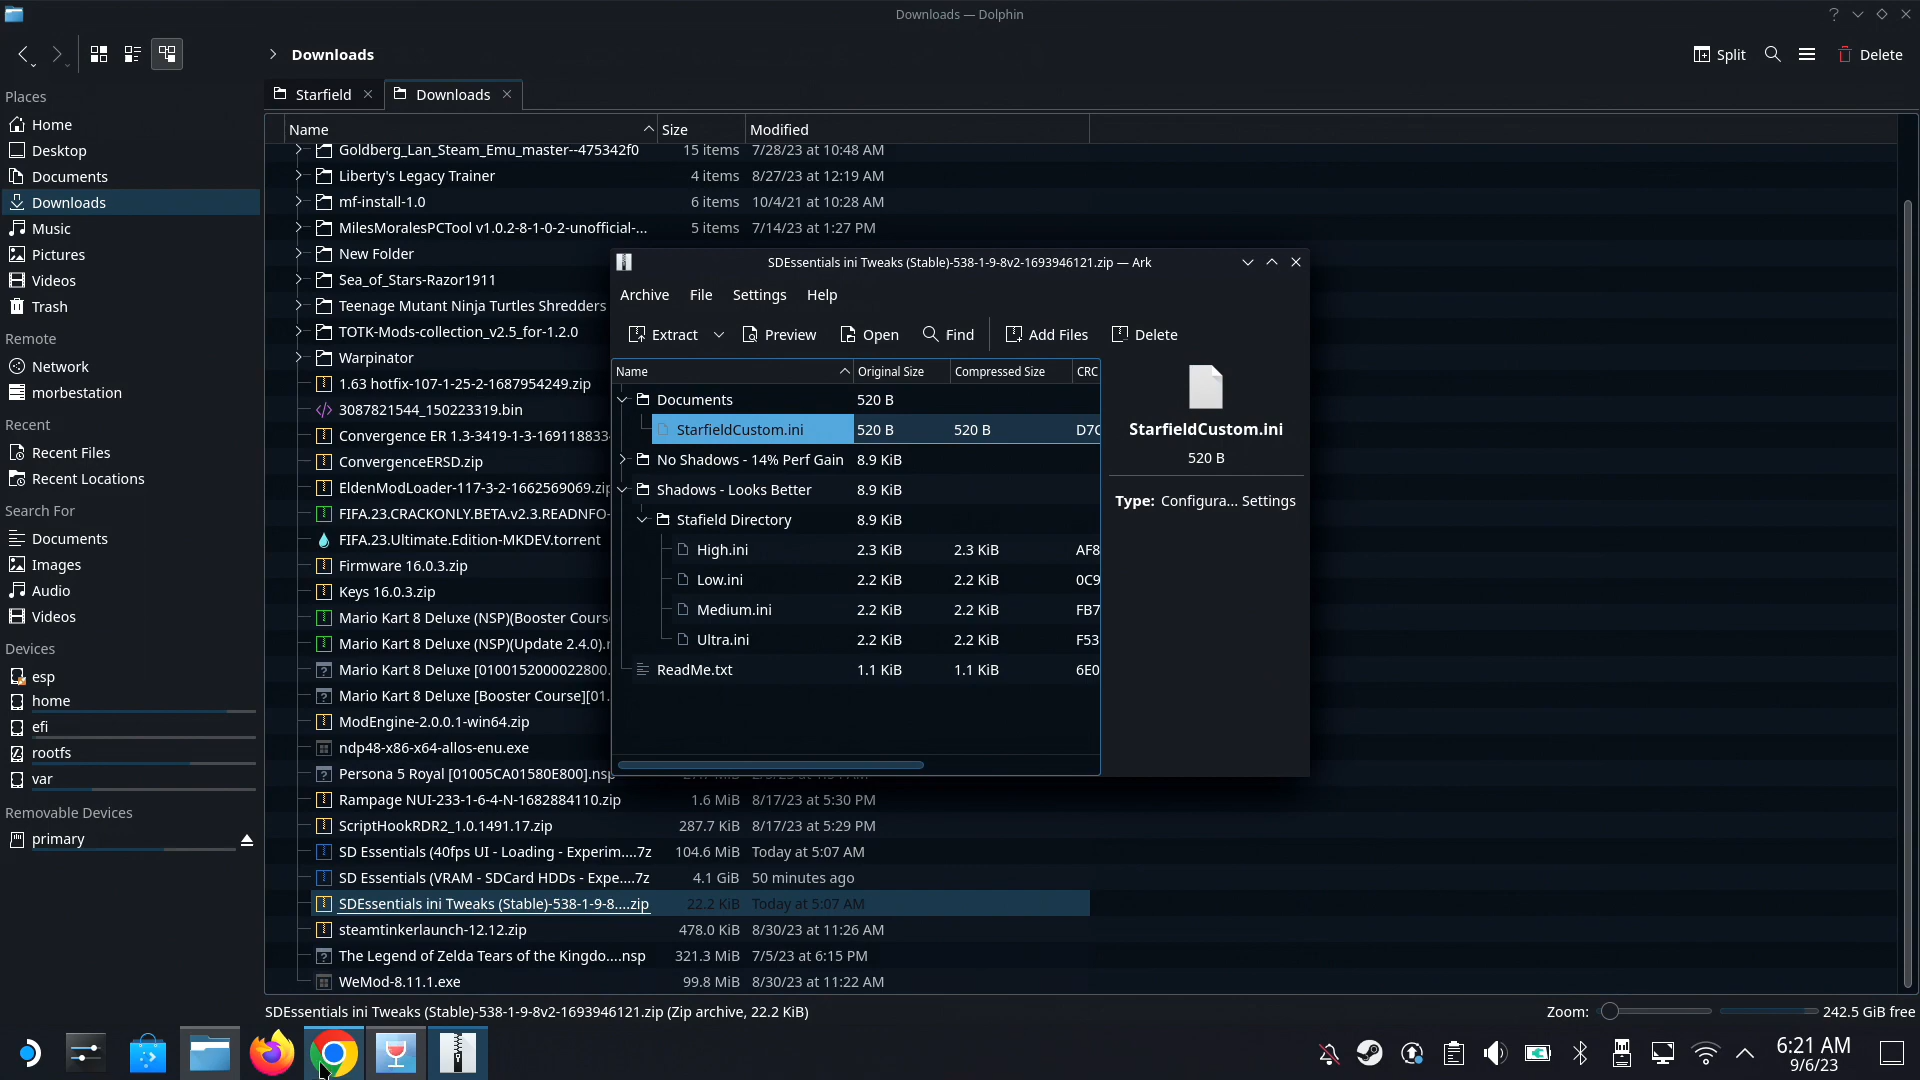 Downloads — Dolphin
Downloads
Split
Delete
Places
Home
Desktop
Documents
Downloads
Music
Pictures
Videos
Trash
Remote
Network
morbestation
Recent
Recent Files
Recent Locations
Search For
Documents
Images
Audio
Videos
Devices
esp
home
efi
rootfs
var
Removable Devices
primary
Starfield
Downloads
Name Size Modified
Goldberg_Lan_Steam_Emu_master--475342f0 15 items 7/28/23 at 10:48 AM
Liberty's Legacy Trainer 4 items 8/27/23 at 12:19 AM
mf-install-1.0 6 items 10/4/21 at 10:28 AM
MilesMoralesPCTool v1.0.2-8-1-0-2-unofficial-... 5 items 7/14/23 at 1:27 PM
New Folder
Sea_of_Stars-Razor1911
Teenage Mutant Ninja Turtles Shredders
TOTK-Mods-collection_v2.5_for-1.2.0
Warpinator
1.63 hotfix-107-1-25-2-1687954249.zip
3087821544_150223319.bin
Convergence ER 1.3-3419-1-3-169118833
ConvergenceERSD.zip
EldenModLoader-117-3-2-1662569069.zip
FIFA.23.CRACKONLY.BETA.v2.3.READNFO-
FIFA.23.Ultimate.Edition-MKDEV.torrent
Firmware 16.0.3.zip
Keys 16.0.3.zip
Mario Kart 8 Deluxe (NSP)(Booster Cours
Mario Kart 8 Deluxe (NSP)(Update 2.4.0).r
Mario Kart 8 Deluxe [0100152000022800.
Mario Kart 8 Deluxe [Booster Course][01.
ModEngine-2.0.0.1-win64.zip
ndp48-x86-x64-allos-enu.exe
Persona 5 Royal [01005CA01580E800].nsp
Rampage NUI-233-1-6-4-N-1682884110.zip 1.6 MiB 8/17/23 at 5:30 PM
ScriptHookRDR2_1.0.1491.17.zip 287.7 KiB 8/17/23 at 5:29 PM
SD Essentials (40fps UI - Loading - Experim....7z 104.6 MiB Today at 5:07 AM
SD Essentials (VRAM - SDCard HDDs - Expe....7z 4.1 GiB 50 minutes ago
SDEssentials ini Tweaks (Stable)-538-1-9-8....zip 22.2 KiB Today at 5:07 AM
steamtinkerlaunch-12.12.zip 478.0 KiB 8/30/23 at 11:26 AM
The Legend of Zelda Tears of the Kingdo....nsp 321.3 MiB 7/5/23 at 6:15 PM
WeMod-8.11.1.exe 99.8 MiB 8/30/23 at 11:22 AM
SDEssentials ini Tweaks (Stable)-538-1-9-8v2-1693946121.zip — Ark
Archive File Settings Help
Extract Preview Open Find Add Files Delete
Name Original Size Compressed Size CRC
Documents 520 B
StarfieldCustom.ini 520 B 520 B D7C
No Shadows - 14% Perf Gain 8.9 KiB
Shadows - Looks Better 8.9 KiB
Stafield Directory 8.9 KiB
High.ini 2.3 KiB 2.3 KiB AF8
Low.ini 2.2 KiB 2.2 KiB 0C9
Medium.ini 2.2 KiB 2.2 KiB FB7
Ultra.ini 2.2 KiB 2.2 KiB F53
ReadMe.txt 1.1 KiB 1.1 KiB 6E0
StarfieldCustom.ini
520 B
Type: Configura... Settings
SDEssentials ini Tweaks (Stable)-538-1-9-8v2-1693946121.zip (Zip archive, 22.2 KiB)
Zoom:
242.5 GiB free
6:21 AM
9/6/23